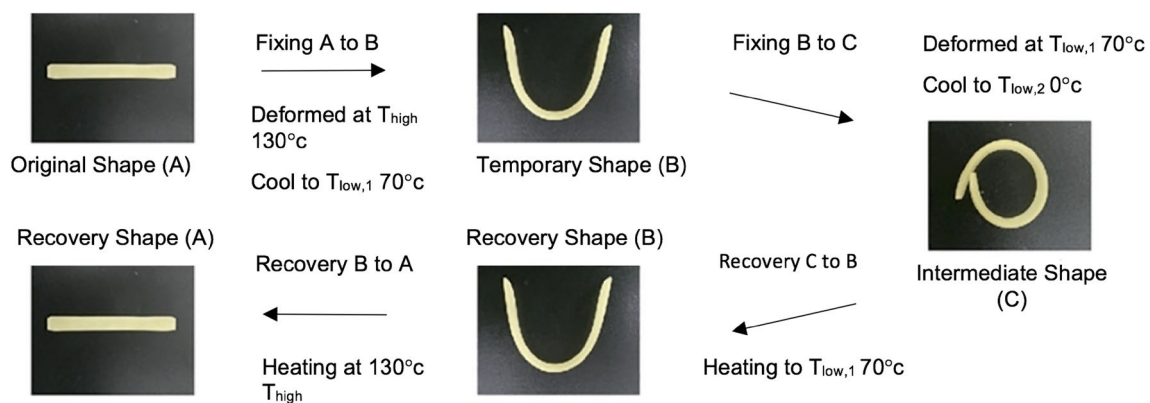 Fixing A to B
Deformed at Thigh
130°c
Cool to Tlow,1 70°c
Original Shape (A)
Temporary Shape (B)
Fixing B to C
Deformed at Tlow,1 70°c
Cool to Tlow,2 0°c
Intermediate Shape
(C)
Recovery C to B
Heating to Tlow,1 70°c
Recovery Shape (B)
Recovery B to A
Heating at 130°c
Thigh
Recovery Shape (A)